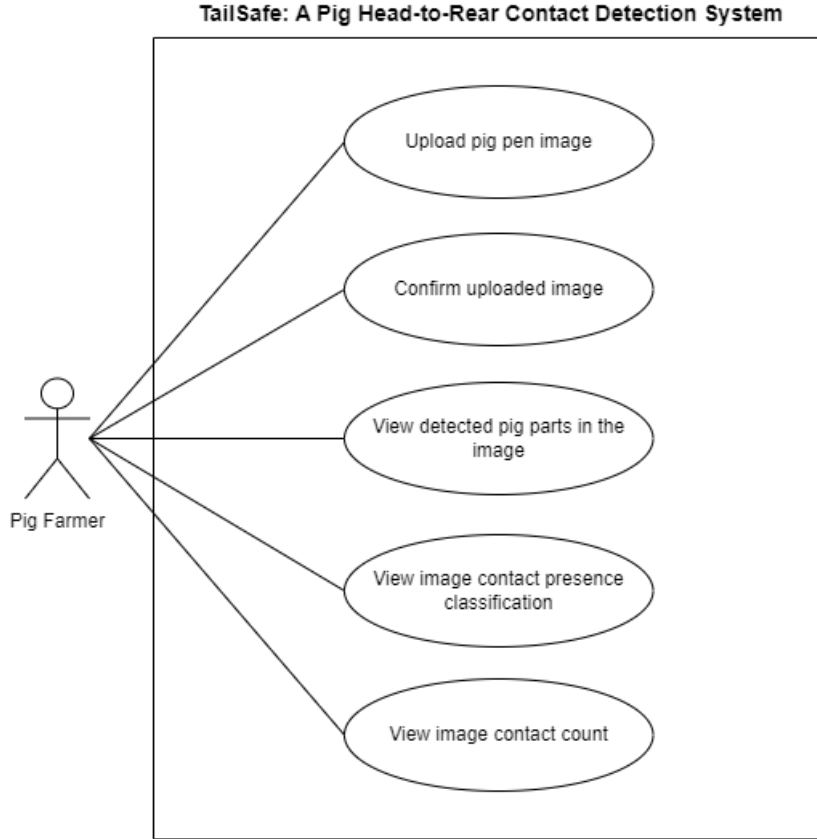 TailSafe: A Pig Head-to-Rear Contact Detection System
Upload pig pen image
Confirm uploaded image
View detected pig parts in the
image
Pig Farmer
View image contact presence
classification
View image contact count